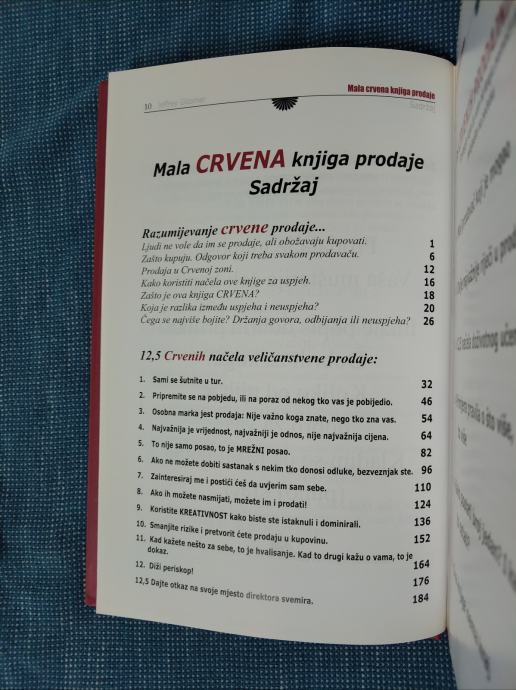 10 Jeffrey Gitomer
Mala crvena knjiga prodaje
Sadržaj
Mala CRVENA knjiga prodaje
Sadržaj
Razumijevanje crvene prodaje...
Ljudi ne vole da im se prodaje, ali obožavaju kupovati. 1
Zašto kupuju. Odgovor koji treba svakom prodavaču. 6
Prodaja u Crvenoj zoni. 12
Kako koristiti načela ove knjige za uspjeh. 16
Zašto je ova knjiga CRVENA? 18
Koja je razlika između uspjeha i neuspjeha? 20
Čega se najviše bojite? Držanja govora, odbijanja ili neuspjeha? 26
12,5 Crvenih načela veličanstvene prodaje:
1. Sami se šutnite u tur. 32
2. Pripremite se na pobjedu, ili na poraz od nekog tko vas je pobijedio. 46
3. Osobna marka jest prodaja: Nije važno koga znate, nego tko zna vas. 54
4. Najvažnija je vrijednost, najvažniji je odnos, nije najvažnija cijena. 64
5. To nije samo posao, to je MREŽNI posao. 82
6. Ako ne možete dobiti sastanak s nekim tko donosi odluke, bezveznjak ste. 96
7. Zainteresiraj me i postići ćeš da uvjerim sam sebe. 110
8. Ako ih možete nasmijati, možete im i prodati! 124
9. Koristite KREATIVNOST kako biste ste istaknuli i dominirali. 136
10. Smanjite rizike i pretvorit ćete prodaju u kupovinu. 152
11. Kad kažete nešto za sebe, to je hvalisanje. Kad to drugi kažu o vama, to je
dokaz. 164
12. Diži periskop! 176
12,5 Dajte otkaz na svoje mjesto direktora svemira. 184